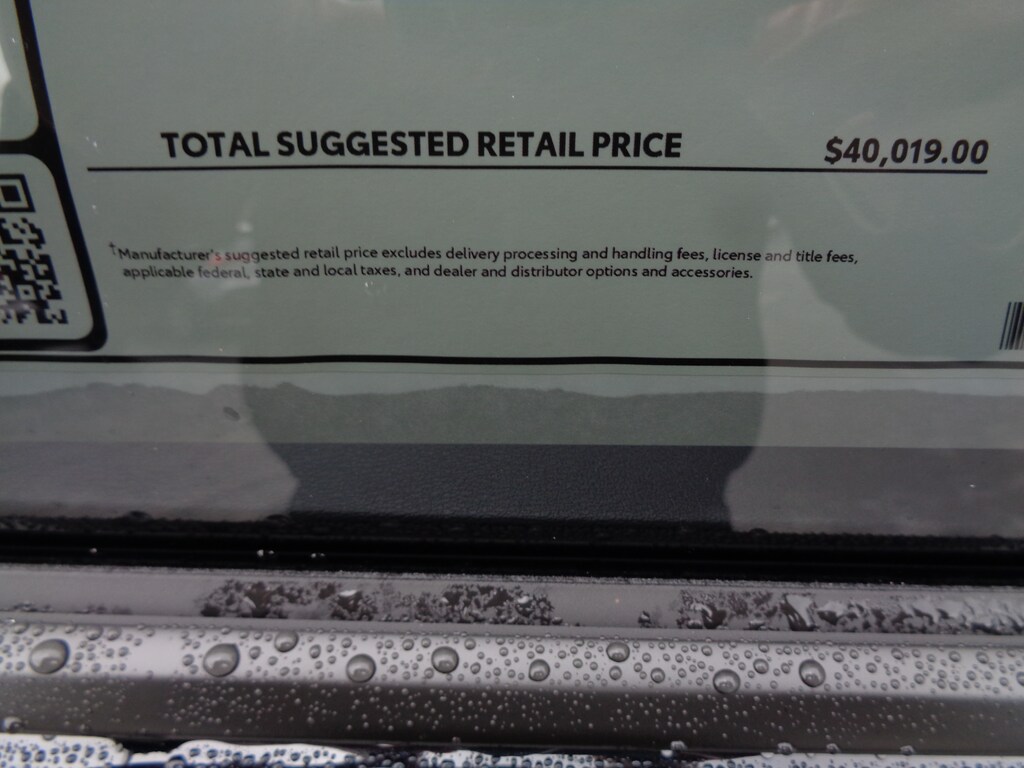 TOTAL SUGGESTED RETAIL PRICE $40,019.00
†Manufacturer's suggested retail price excludes delivery processing and handling fees, license and title fees,
applicable federal, state and local taxes, and dealer and distributor options and accessories.